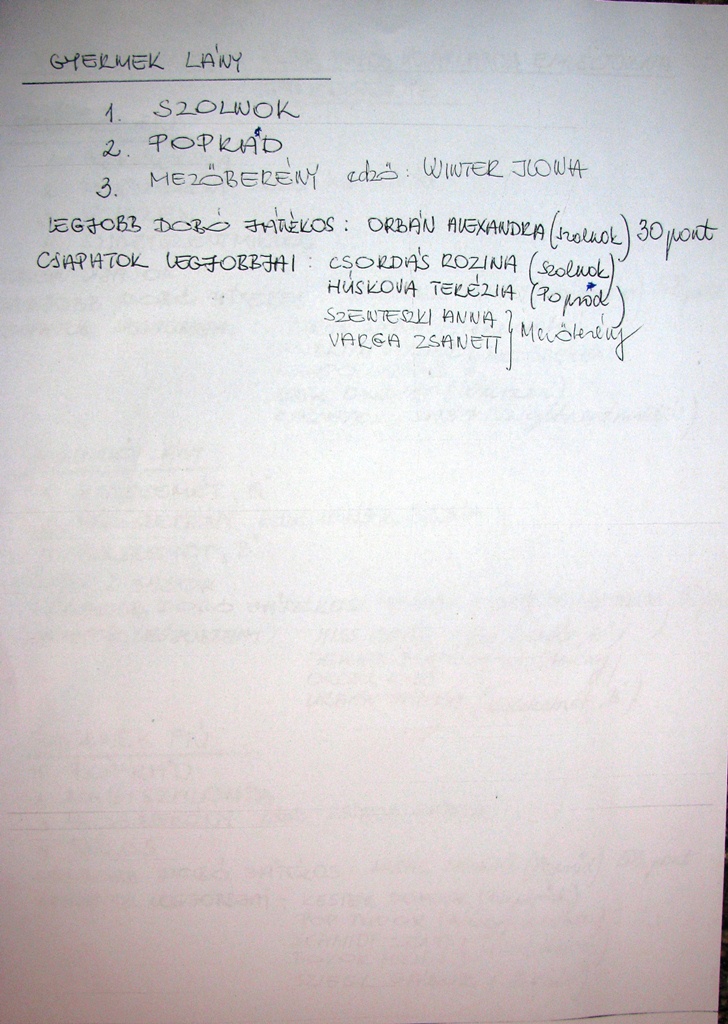 GYERMEK LÁNY
1. SZOLNOK
2. POPRÁD
3. MEZŐBERÉNY edző: WINTER ILONA
LEGJOBB DOBÓ JÁTÉKOS: ORBÁN ALEXANDRA (Szolnok) 30 pont
CSAPATOK LEGJOBBJAI: CSORDÁS ROZINA (Szolnok)
HÚSKOVA TERÉZIA (Poprád)
SZENTESZKI ANNA
VARGA ZSANETT } Mezőberény